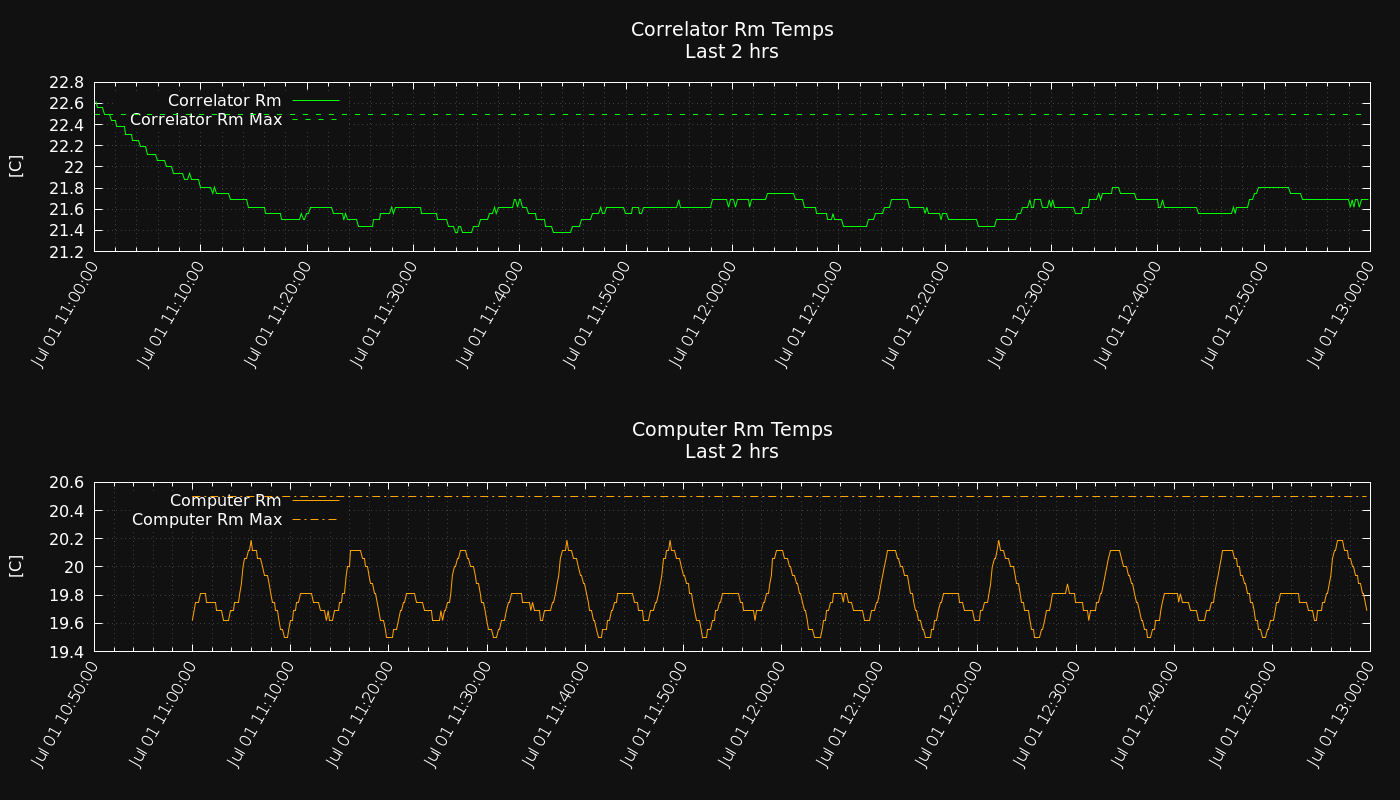 Correlator Rm Temps
Last 2 hrs
22.8
22.6
22.4
22.2
22
21.8
21.6
21.4
21.2
[C]
Correlator Rm
Correlator Rm Max
Jul 01 11:00:00
Jul 01 11:10:00
Jul 01 11:20:00
Jul 01 11:30:00
Jul 01 11:40:00
Jul 01 11:50:00
Jul 01 12:00:00
Jul 01 12:10:00
Jul 01 12:20:00
Jul 01 12:30:00
Jul 01 12:40:00
Jul 01 12:50:00
Jul 01 13:00:00
Computer Rm Temps
Last 2 hrs
20.6
20.4
20.2
20
19.8
19.6
19.4
[C]
Computer Rm
Computer Rm Max
Jul 01 10:50:00
Jul 01 11:00:00
Jul 01 11:10:00
Jul 01 11:20:00
Jul 01 11:30:00
Jul 01 11:40:00
Jul 01 11:50:00
Jul 01 12:00:00
Jul 01 12:10:00
Jul 01 12:20:00
Jul 01 12:30:00
Jul 01 12:40:00
Jul 01 12:50:00
Jul 01 13:00:00